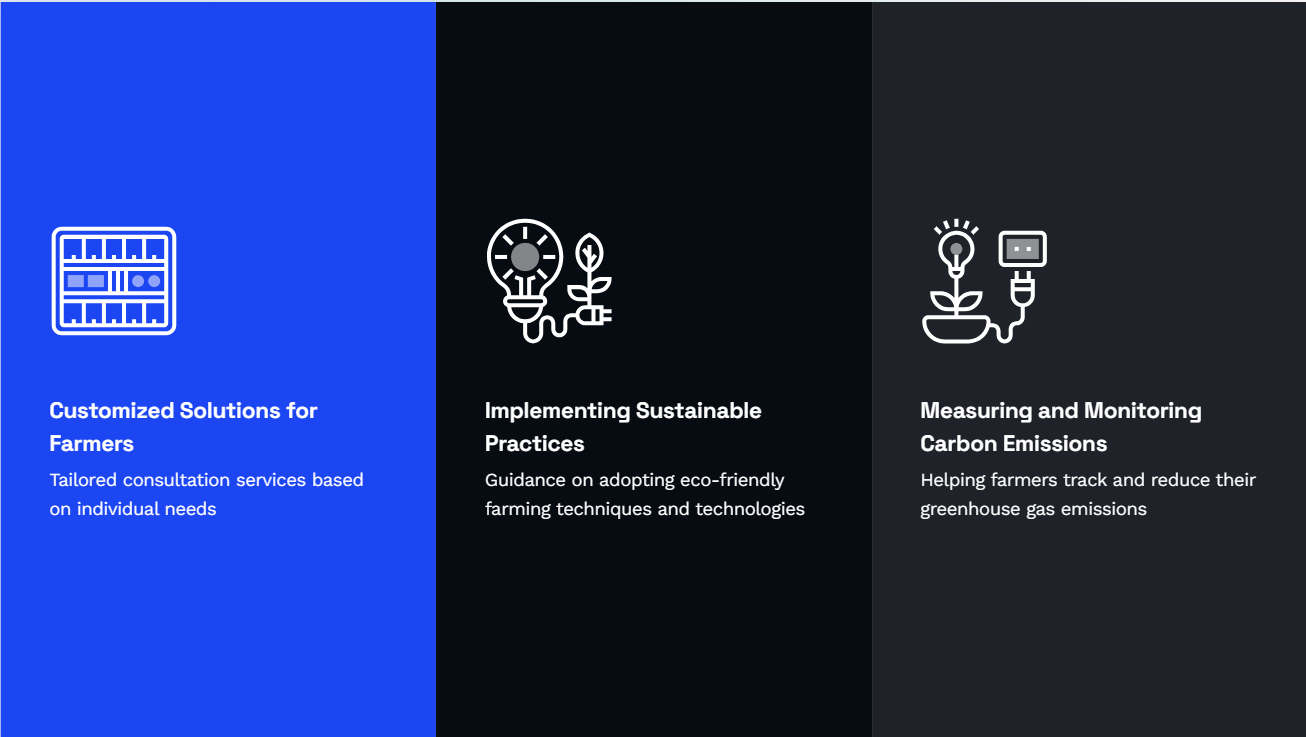 Customized Solutions for
Farmers
Tailored consultation services based
on individual needs
Implementing Sustainable
Practices
Guidance on adopting eco-friendly
farming techniques and technologies
Measuring and Monitoring
Carbon Emissions
Helping farmers track and reduce their
greenhouse gas emissions